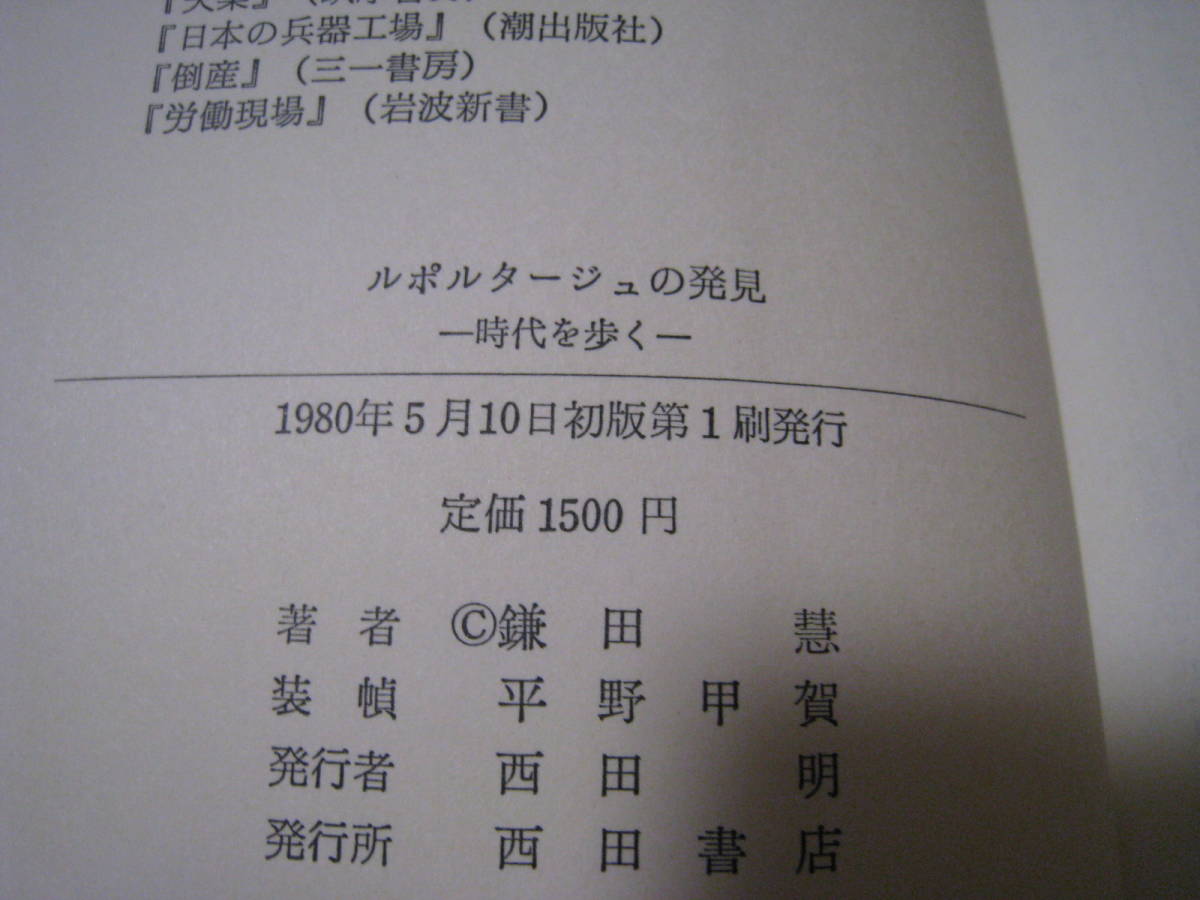 『日本の兵器工場』（潮出版社）
『倒産』（三一書房）
『労働現場』（岩波新書）
ルポルタージュの発見
―時代を歩く―
1980年5月10日初版第1刷発行
定価1500円
著者 ©鎌田慧
装幀 平野甲賀
発行者 西田明
発行所 西田書店